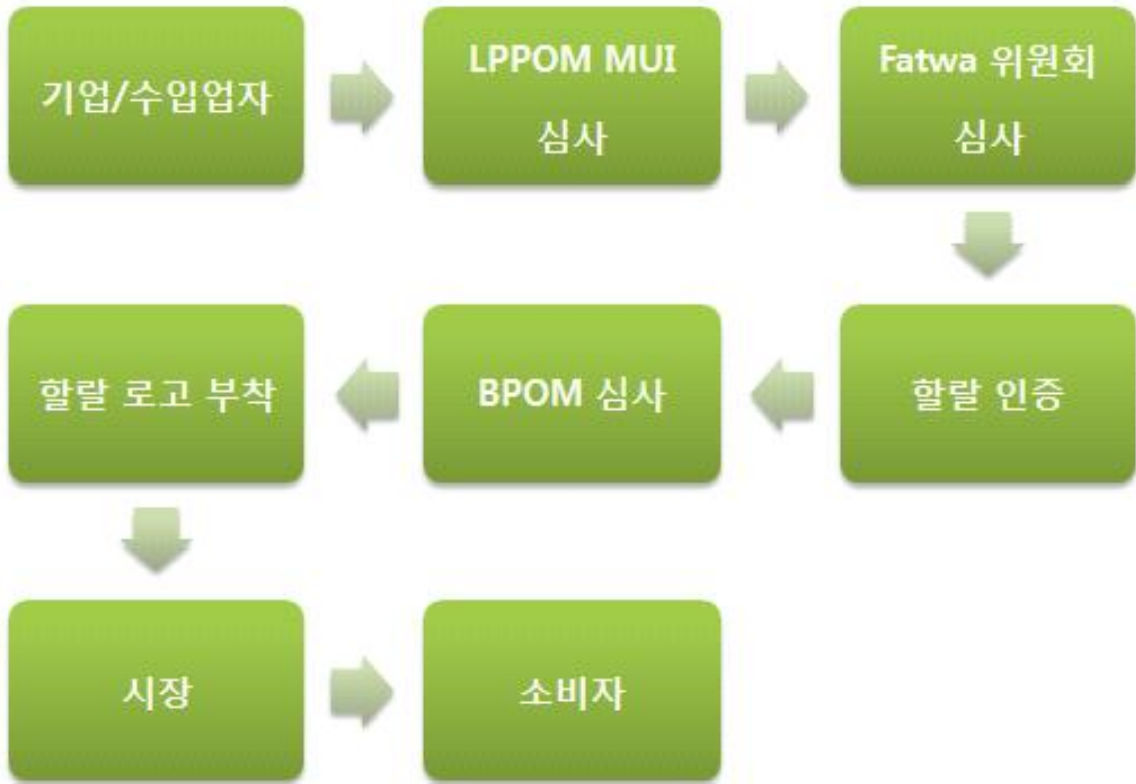 기업/수입업자
LPPOM MUI
심사
Fatwa 위원회
심사
할랄 인증
BPOM 심사
할랄 로고 부착
시장
소비자